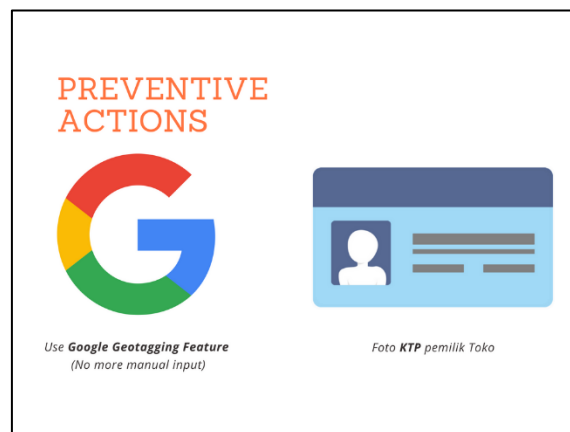 PREVENTIVE
ACTIONS
Use Google Geotagging Feature
(No more manual input)
Foto KTP pemilik Toko